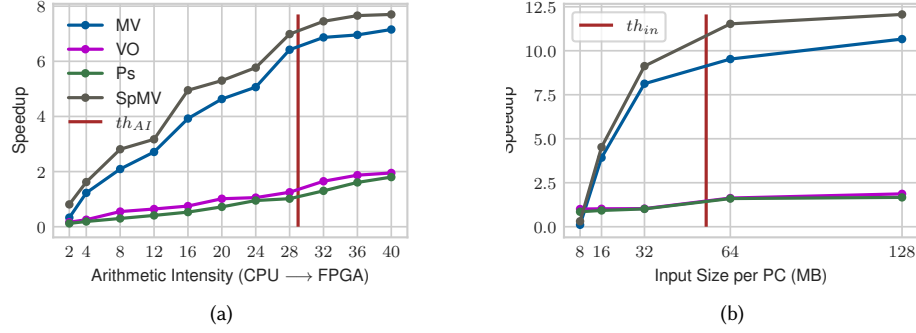 8
6
4
2
0
Speedup
MV
VO
Ps
SpMV
th_AI
2 4 8 12 16 20 24 28 32 36 40
Arithmetic Intensity (CPU ⟶ FPGA)
(a)
12.5
10.0
7.5
5.0
2.5
0.0
th_in
8 16 32 64 128
Input Size per PC (MB)
(b)